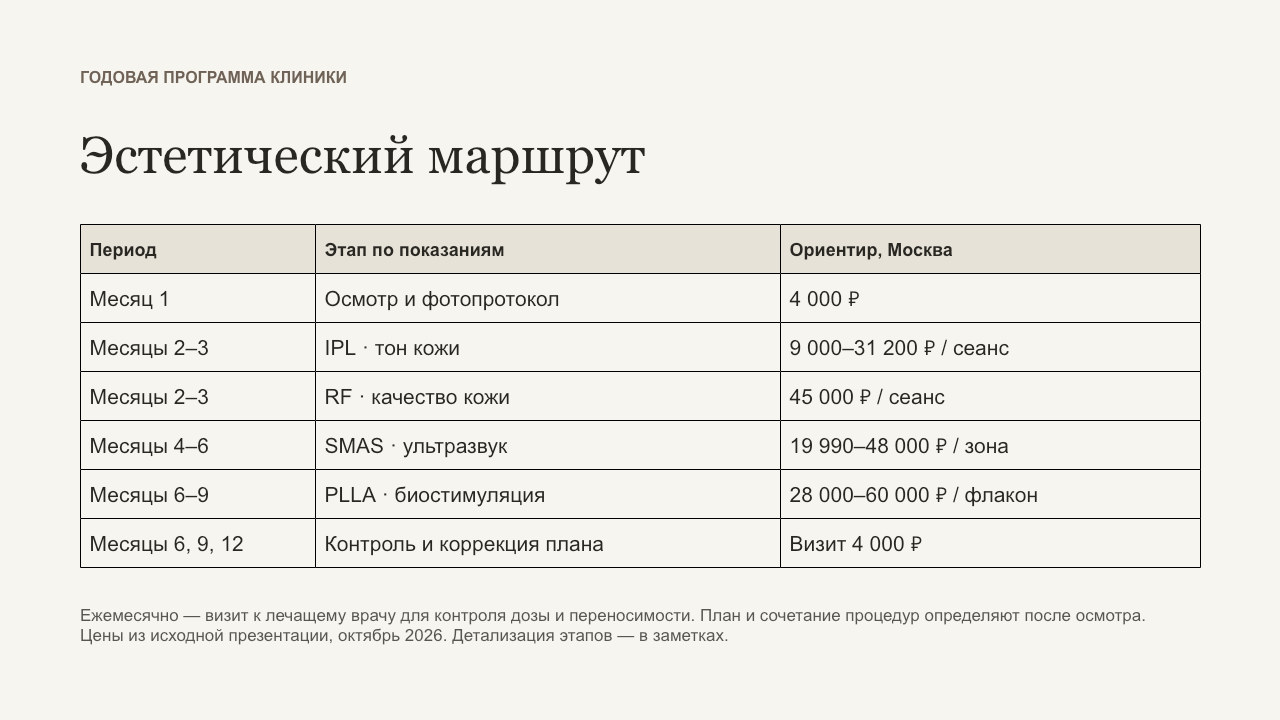 ГОДОВАЯ ПРОГРАММА КЛИНИКИ
Эстетический маршрут
Период Этап по показаниям Ориентир, Москва
Месяц 1 Осмотр и фотопротокол 4 000 ₽
Месяцы 2–3 IPL · тон кожи 9 000–31 200 ₽ / сеанс
Месяцы 2–3 RF · качество кожи 45 000 ₽ / сеанс
Месяцы 4–6 SMAS · ультразвук 19 990–48 000 ₽ / зона
Месяцы 6–9 PLLA · биостимуляция 28 000–60 000 ₽ / флакон
Месяцы 6, 9, 12 Контроль и коррекция плана Визит 4 000 ₽
Ежемесячно — визит к лечащему врачу для контроля дозы и переносимости. План и сочетание процедур определяют после осмотра.
Цены из исходной презентации, октябрь 2026. Детализация этапов — в заметках.